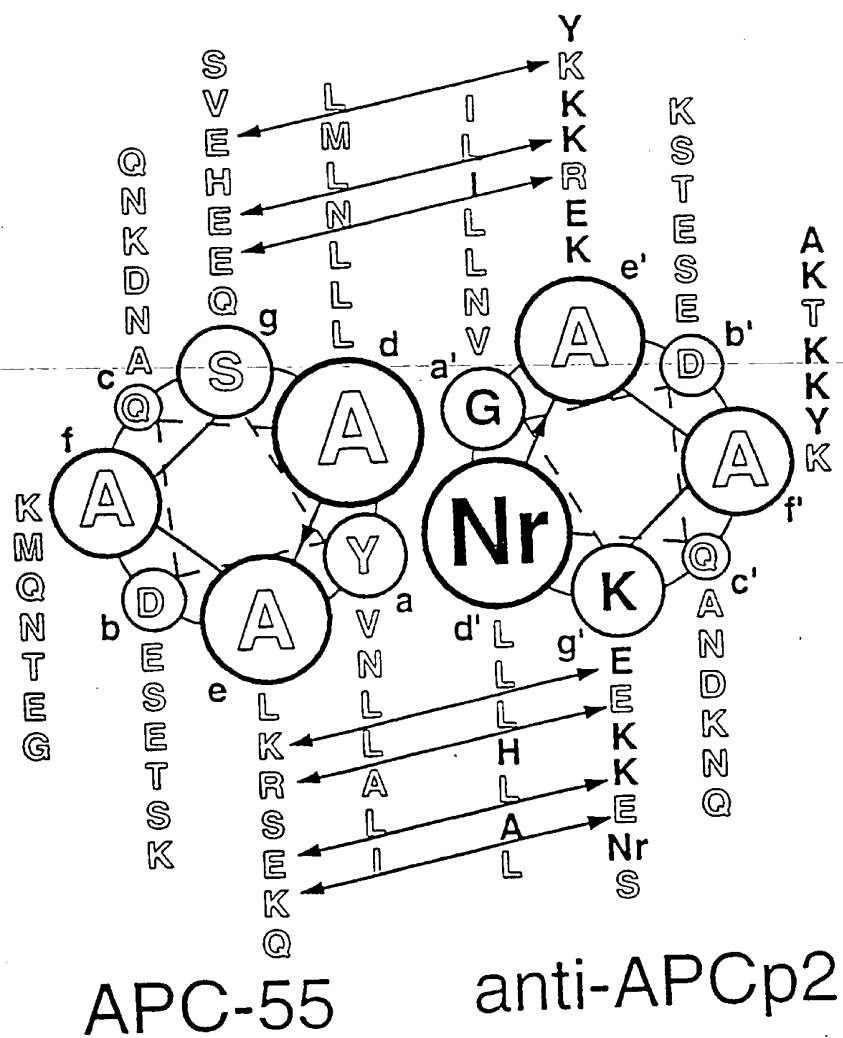 S V E H E E Q
g
S
L M L N L L L
d
A
Q N K D N A
c
Q
f
A
K M Q N T E G
b
D
E S E T S K
e
A
L K R S E K Q
a
Y
V N L L A L I
Y K K K R E K
e'
A
I L I L L N V
a'
G
K S T E S E
b'
D
A K T K K Y K
f'
A
Nr
d'
L L L H L A L
K
g'
E E K K E Nr S
Q
c'
A N D K N Q
APC-55
anti-APCp2